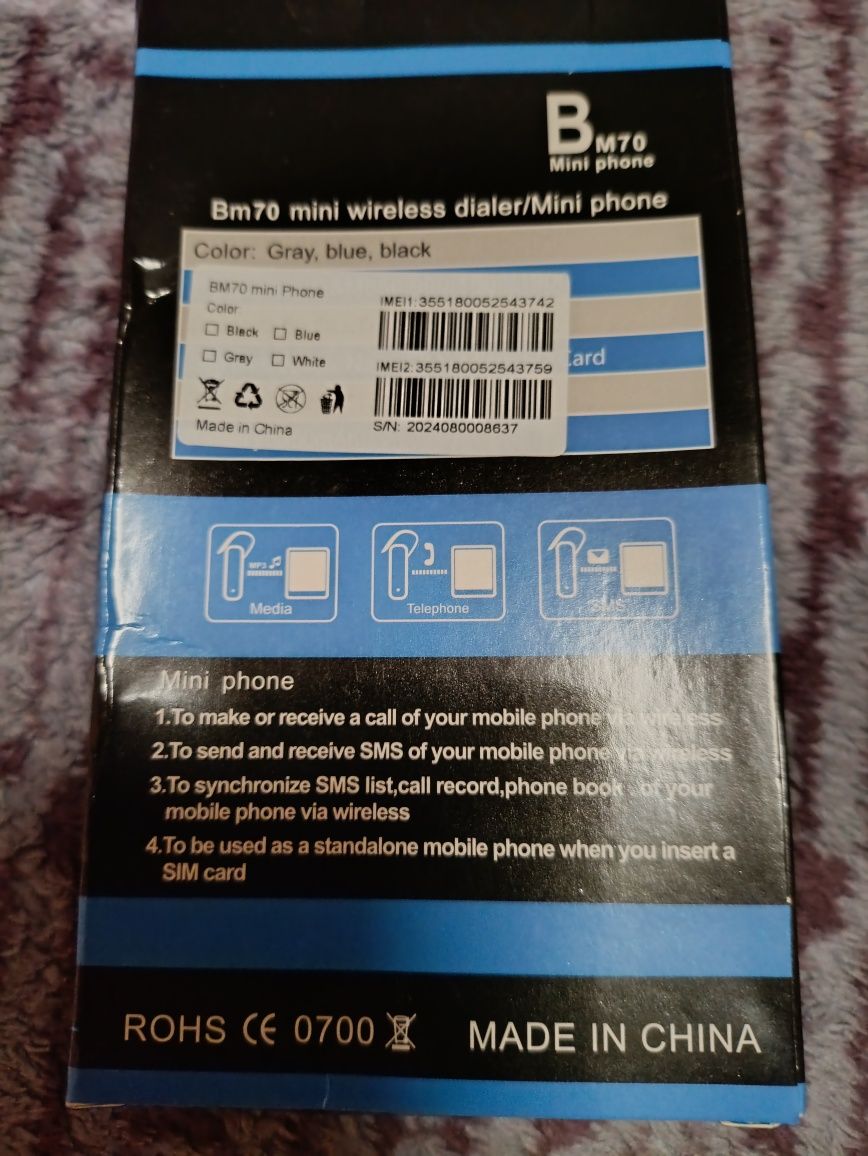 BM70
Mini phone
Bm70 mini wireless dialer/Mini phone
Color: Gray, blue, black
BM70 mini Phone
Color:
Black
Blue
Gray
White
Made in China
IMEI1:355180052543742
IMEI2:355180052543759
S/N: 2024080008637
MP3
Media
Telephone
SMS
Mini phone
1.To make or receive a call of your mobile phone via wireless
2.To send and receive SMS of your mobile phone via wireless
3.To synchronize SMS list,call record,phone book of your
mobile phone via wireless
4.To be used as a standalone mobile phone when you insert a
SIM card
ROHS CE 0700
MADE IN CHINA